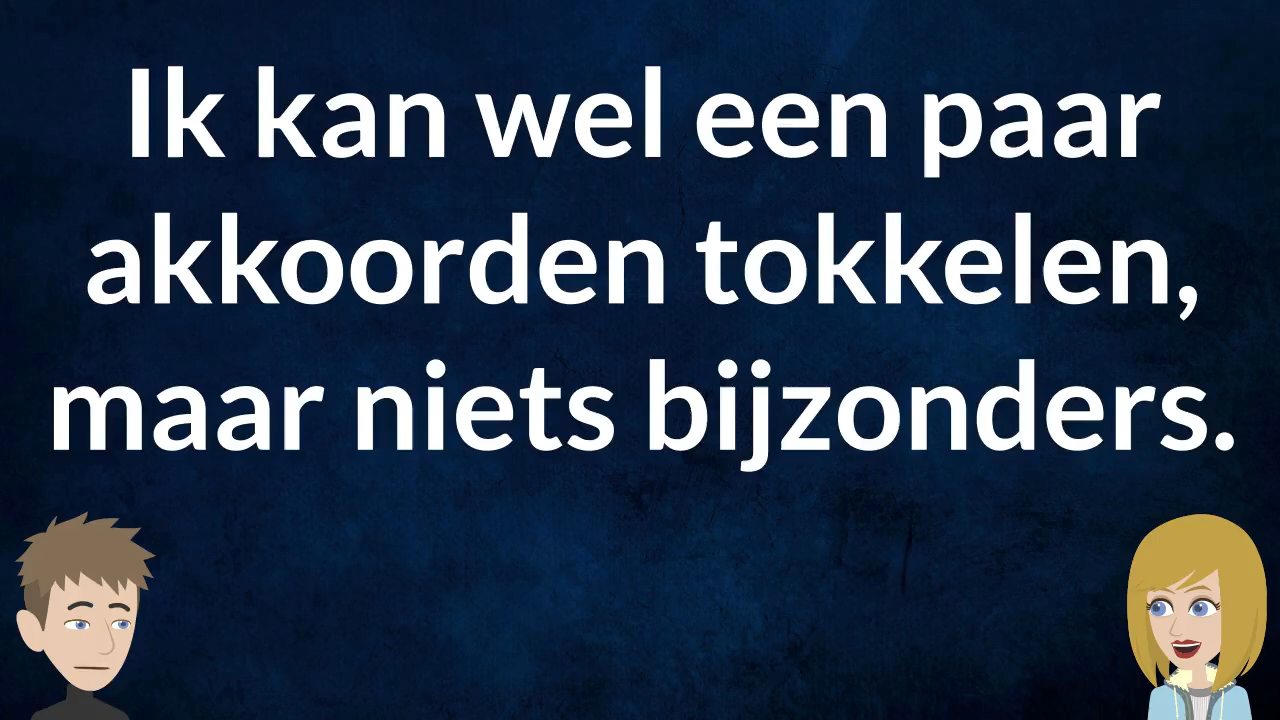 Ik kan wel een paar
akkoorden tokkelen,
maar niets bijzonders.